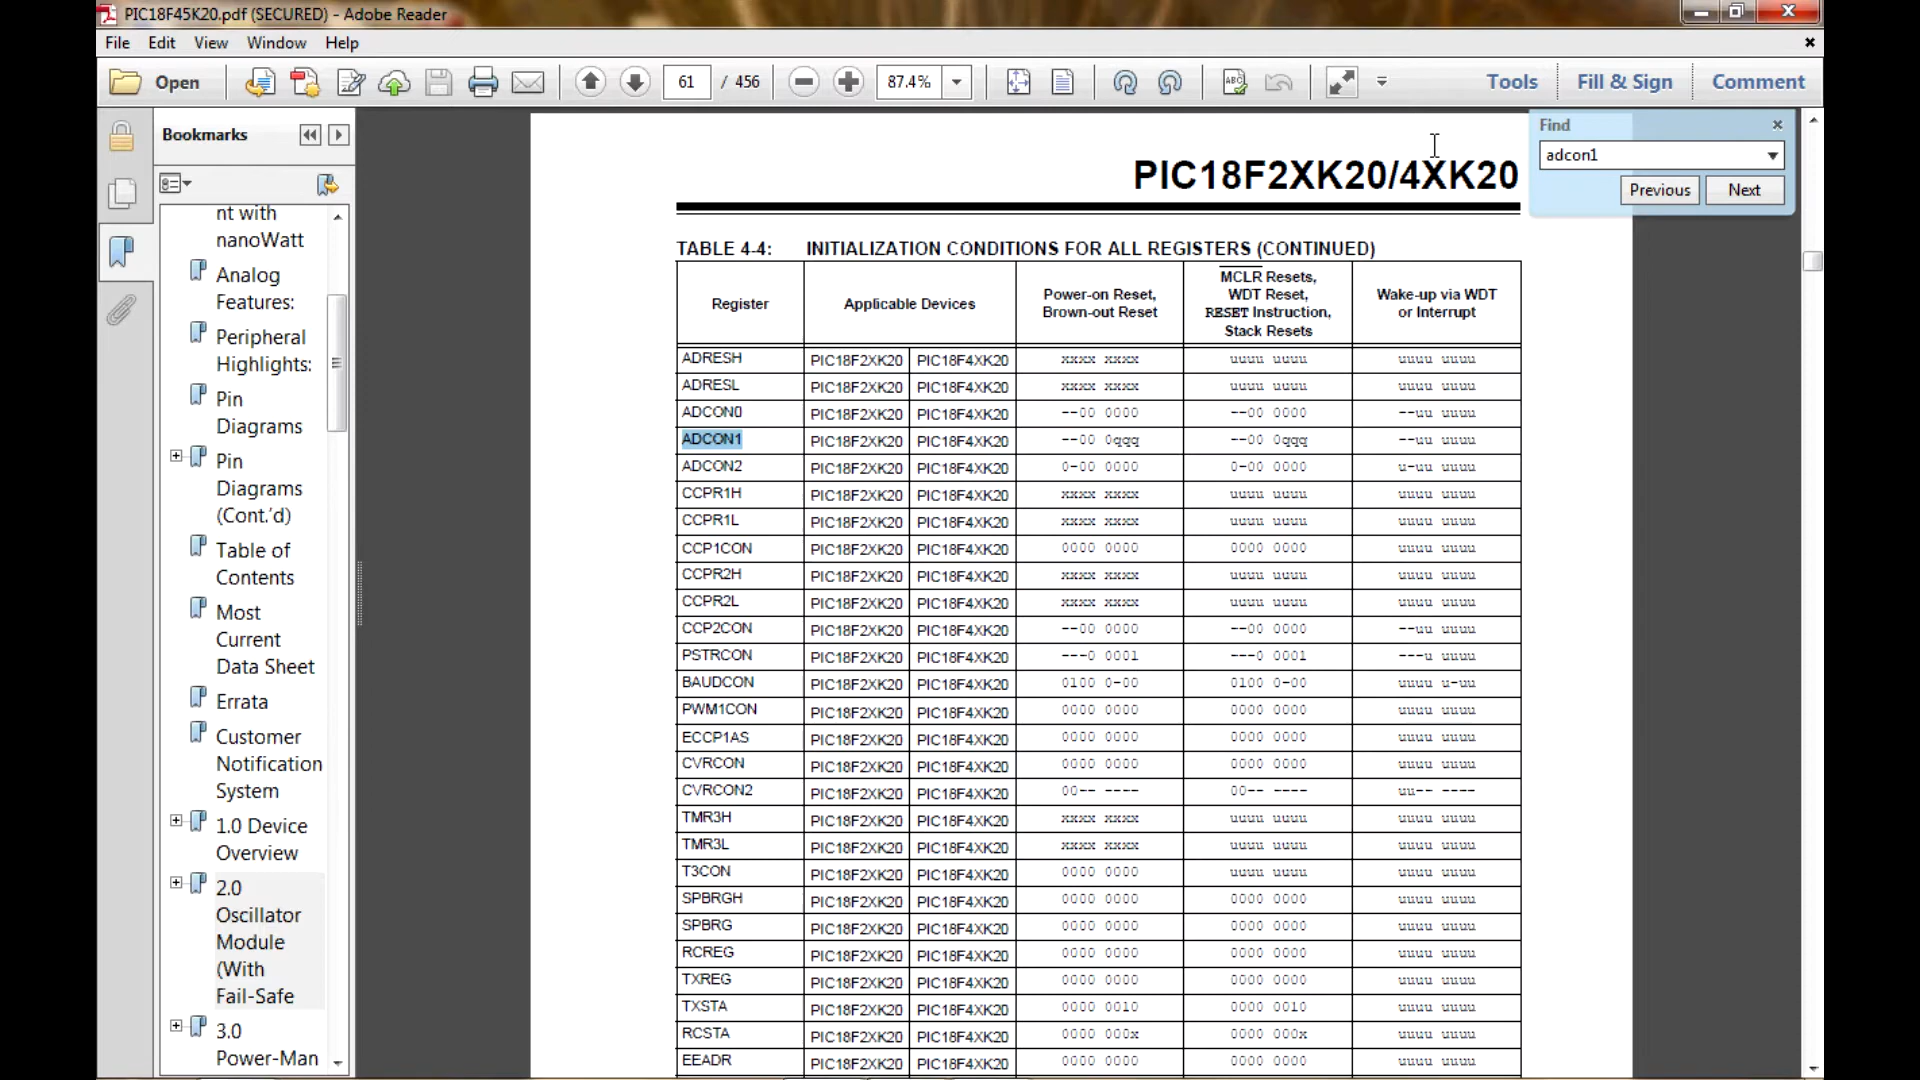 PIC18F45K20.pdf (SECURED) - Adobe Reader
File Edit View Window Help
Open 61 / 456 87.4% Tools Fill & Sign Comment
Bookmarks
nt with
nanoWatt
Analog
Features:
Peripheral
Highlights:
Pin
Diagrams
Pin
Diagrams
(Cont.'d)
Table of
Contents
Most
Current
Data Sheet
Errata
Customer
Notification
System
1.0 Device
Overview
2.0
Oscillator
Module
(With
Fail-Safe
3.0
Power-Man
Find
adcon1
Previous Next
PIC18F2XK20/4XK20
TABLE 4-4: INITIALIZATION CONDITIONS FOR ALL REGISTERS (CONTINUED)
Register Applicable Devices Power-on Reset, Brown-out Reset MCLR Resets, WDT Reset, RESET Instruction, Stack Resets Wake-up via WDT or Interrupt
ADRESH PIC18F2XK20 PIC18F4XK20 xxxx xxxx uuuu uuuu uuuu uuuu
ADRESL PIC18F2XK20 PIC18F4XK20 xxxx xxxx uuuu uuuu uuuu uuuu
ADCON0 PIC18F2XK20 PIC18F4XK20 --00 0000 --00 0000 --uu uuuu
ADCON1 PIC18F2XK20 PIC18F4XK20 --00 0qqq --00 0qqq --uu uuuu
ADCON2 PIC18F2XK20 PIC18F4XK20 0-00 0000 0-00 0000 u-uu uuuu
CCPR1H PIC18F2XK20 PIC18F4XK20 xxxx xxxx uuuu uuuu uuuu uuuu
CCPR1L PIC18F2XK20 PIC18F4XK20 xxxx xxxx uuuu uuuu uuuu uuuu
CCP1CON PIC18F2XK20 PIC18F4XK20 0000 0000 0000 0000 uuuu uuuu
CCPR2H PIC18F2XK20 PIC18F4XK20 xxxx xxxx uuuu uuuu uuuu uuuu
CCPR2L PIC18F2XK20 PIC18F4XK20 xxxx xxxx uuuu uuuu uuuu uuuu
CCP2CON PIC18F2XK20 PIC18F4XK20 --00 0000 --00 0000 --uu uuuu
PSTRCON PIC18F2XK20 PIC18F4XK20 ---0 0001 ---0 0001 ---u uuuu
BAUDCON PIC18F2XK20 PIC18F4XK20 0100 0-00 0100 0-00 uuuu u-uu
PWM1CON PIC18F2XK20 PIC18F4XK20 0000 0000 0000 0000 uuuu uuuu
ECCP1AS PIC18F2XK20 PIC18F4XK20 0000 0000 0000 0000 uuuu uuuu
CVRCON PIC18F2XK20 PIC18F4XK20 0000 0000 0000 0000 uuuu uuuu
CVRCON2 PIC18F2XK20 PIC18F4XK20 00-- ---- 00-- ---- uu-- ----
TMR3H PIC18F2XK20 PIC18F4XK20 xxxx xxxx uuuu uuuu uuuu uuuu
TMR3L PIC18F2XK20 PIC18F4XK20 xxxx xxxx uuuu uuuu uuuu uuuu
T3CON PIC18F2XK20 PIC18F4XK20 0000 0000 uuuu uuuu uuuu uuuu
SPBRGH PIC18F2XK20 PIC18F4XK20 0000 0000 0000 0000 uuuu uuuu
SPBRG PIC18F2XK20 PIC18F4XK20 0000 0000 0000 0000 uuuu uuuu
RCREG PIC18F2XK20 PIC18F4XK20 0000 0000 0000 0000 uuuu uuuu
TXREG PIC18F2XK20 PIC18F4XK20 0000 0000 0000 0000 uuuu uuuu
TXSTA PIC18F2XK20 PIC18F4XK20 0000 0010 0000 0010 uuuu uuuu
RCSTA PIC18F2XK20 PIC18F4XK20 0000 000x 0000 000x uuuu uuuu
EEADR PIC18F2XK20 PIC18F4XK20 0000 0000 0000 0000 uuuu uuuu